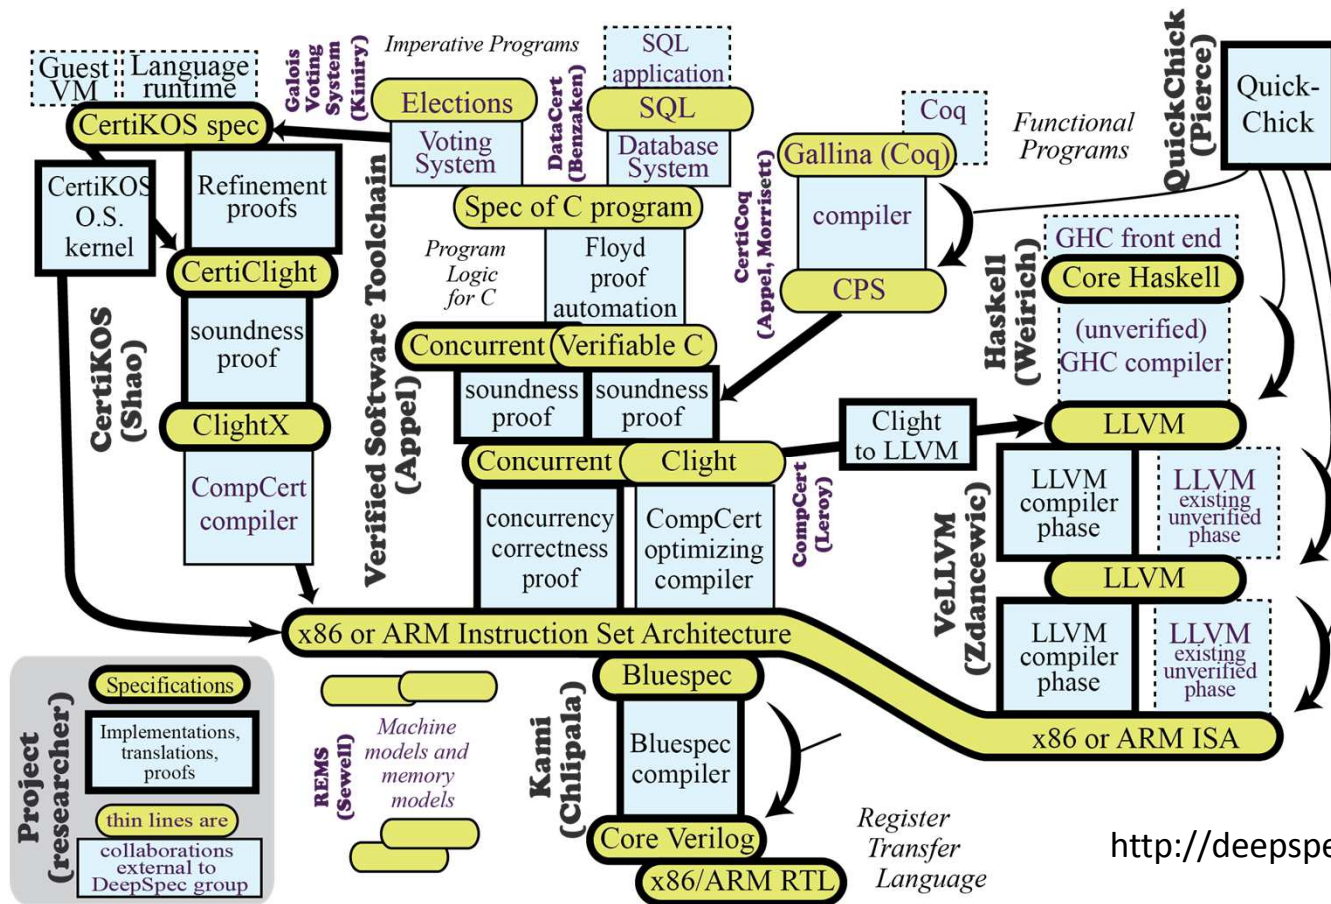 Guest
VM
Language
runtime
CertiKOS spec
CertiKOS
O.S.
kernel
Refinement
proofs
CertiClight
soundness
proof
ClightX
CompCert
compiler
CertiKOS
(Shao)
Galois
Voting
System
(Kiniry)
Imperative Programs
Elections
Voting
System
DataCert
(Benzaken)
SQL
application
SQL
Database
System
Spec of C program
Program
Logic
for C
Floyd
proof
automation
Verified Software Toolchain
(Appel)
Concurrent
Verifiable C
soundness
proof
soundness
proof
Concurrent
Clight
concurrency
correctness
proof
CompCert
optimizing
compiler
CompCert
(Leroy)
Coq
Gallina (Coq)
compiler
CPS
CertiCoq
(Appel, Morrisett)
Functional
Programs
QuickChick
(Pierce)
Quick-
Chick
GHC front end
Core Haskell
(unverified)
GHC compiler
Haskell
(Weirich)
Clight
to LLVM
LLVM
LLVM
compiler
phase
LLVM
existing
unverified
phase
LLVM
LLVM
compiler
phase
LLVM
existing
unverified
phase
VeLLVM
(Zdancewic)
x86 or ARM Instruction Set Architecture
x86 or ARM ISA
Bluespec
Bluespec
compiler
Kami
(Chlipala)
Core Verilog
x86/ARM RTL
Register
Transfer
Language
REMS
(Sewell)
Machine
models and
memory
models
Project
(researcher)
Specifications
Implementations,
translations,
proofs
thin lines are
collaborations
external to
DeepSpec group
http://deepspe